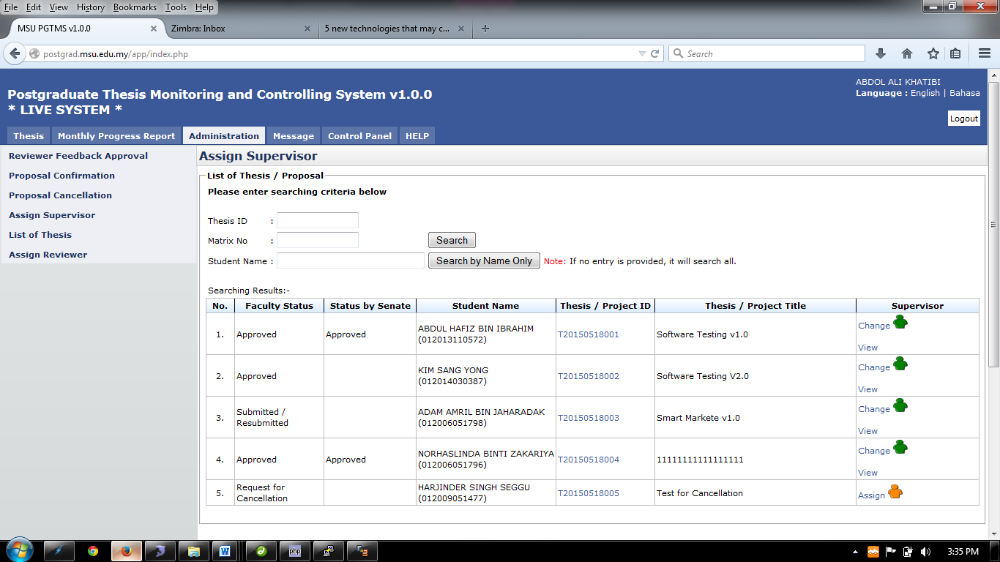 File Edit View History Bookmarks Tools Help
MSU PGTMS v1.0.0
Zimbra: Inbox
5 new technologies that may c...
postgrad.msu.edu.my/app/index.php
Search
ABDOL ALI KHATIBI
Language : English | Bahasa
Postgraduate Thesis Monitoring and Controlling System v1.0.0
* LIVE SYSTEM *
Logout
Thesis
Monthly Progress Report
Administration
Message
Control Panel
HELP
Reviewer Feedback Approval
Proposal Confirmation
Proposal Cancellation
Assign Supervisor
List of Thesis
Assign Reviewer
Assign Supervisor
List of Thesis / Proposal
Please enter searching criteria below
Thesis ID :
Matrix No : Search
Student Name : Search by Name Only Note: If no entry is provided, it will search all.
Searching Results:-
No. Faculty Status Status by Senate Student Name Thesis / Project ID Thesis / Project Title Supervisor
1. Approved Approved ABDUL HAFIZ BIN IBRAHIM
(012013110572) T20150518001 Software Testing v1.0 Change
View
2. Approved KIM SANG YONG
(012014030387) T20150518002 Software Testing V2.0 Change
View
3. Submitted /
Resubmitted ADAM AMRIL BIN JAHARADAK
(012006051798) T20150518003 Smart Markete v1.0 Change
View
4. Approved Approved NORHASLINDA BINTI ZAKARIYA
(012006051796) T20150518004 11111111111111111 Change
View
5. Request for
Cancellation HARJINDER SINGH SEGGU
(012009051477) T20150518005 Test for Cancellation Assign
php
3:35 PM